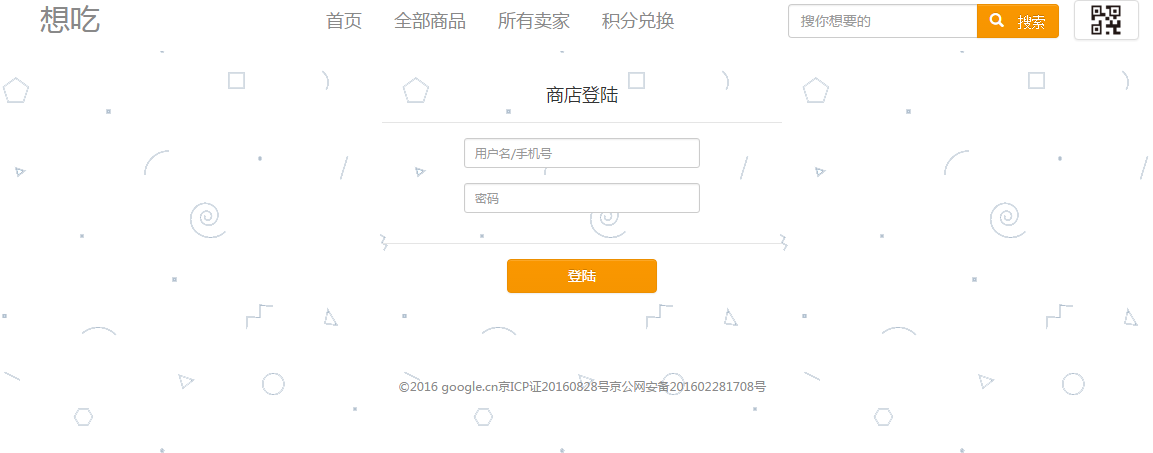 想吃 首页 全部商品 所有卖家 积分兑换 搜你想要的 搜索
商店登陆
用户名/手机号
密码
登陆
©2016 google.cn京ICP证20160828号京公网安备201602281708号